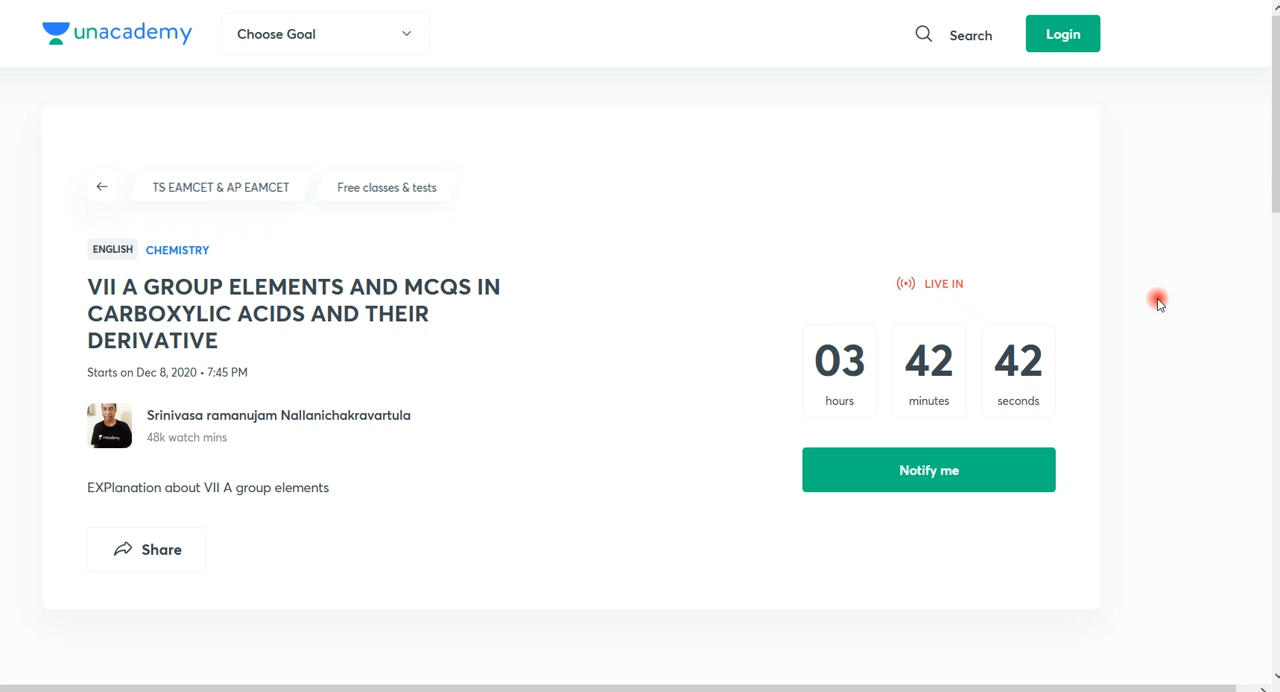 unacademy
Choose Goal
Search
Login
TS EAMCET & AP EAMCET
Free classes & tests
ENGLISH CHEMISTRY
VII A GROUP ELEMENTS AND MCQS IN
CARBOXYLIC ACIDS AND THEIR
DERIVATIVE
Starts on Dec 8, 2020 • 7:45 PM
Srinivasa ramanujam Nallanichakravartula
48k watch mins
EXPlanation about VII A group elements
Share
LIVE IN
03 42 42
hours minutes seconds
Notify me